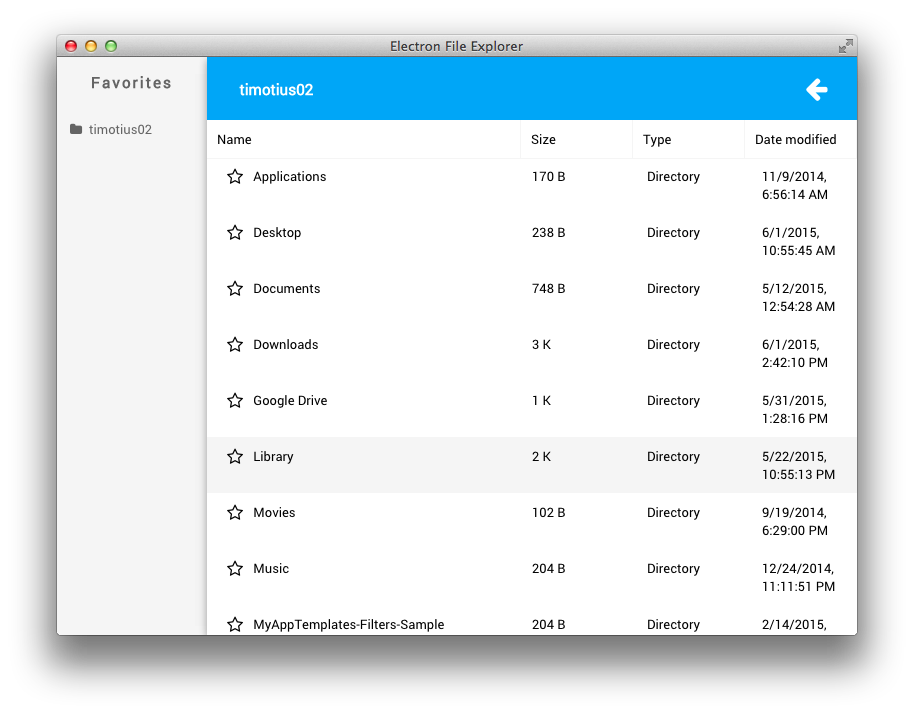 Electron File Explorer
Favorites
timotius02
timotius02
Name Size Type Date modified
Applications 170 B Directory 11/9/2014,
6:56:14 AM
Desktop 238 B Directory 6/1/2015,
10:55:45 AM
Documents 748 B Directory 5/12/2015,
12:54:28 AM
Downloads 3 K Directory 6/1/2015,
2:42:10 PM
Google Drive 1 K Directory 5/31/2015,
1:28:16 PM
Library 2 K Directory 5/22/2015,
10:55:13 PM
Movies 102 B Directory 9/19/2014,
6:29:00 PM
Music 204 B Directory 12/24/2014,
11:11:51 PM
MyAppTemplates-Filters-Sample 204 B Directory 2/14/2015,